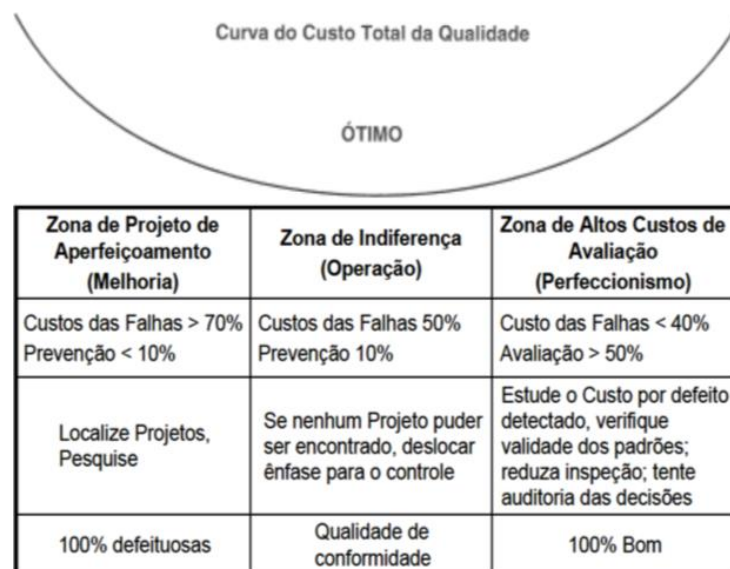 Curva do Custo Total da Qualidade
ÓTIMO
Zona de Projeto de
Aperfeiçoamento
(Melhoria)
Zona de Indiferença
(Operação)
Zona de Altos Custos de
Avaliação
(Perfeccionismo)
Custos das Falhas > 70%
Prevenção < 10%
Custos das Falhas 50%
Prevenção 10%
Custo das Falhas < 40%
Avaliação > 50%
Localize Projetos,
Pesquise
Se nenhum Projeto puder
ser encontrado, deslocar
ênfase para o controle
Estude o Custo por defeito
detectado, verifique
validade dos padrões;
reduza inspeção; tente
auditoria das decisões
100% defeituosas
Qualidade de
conformidade
100% Bom